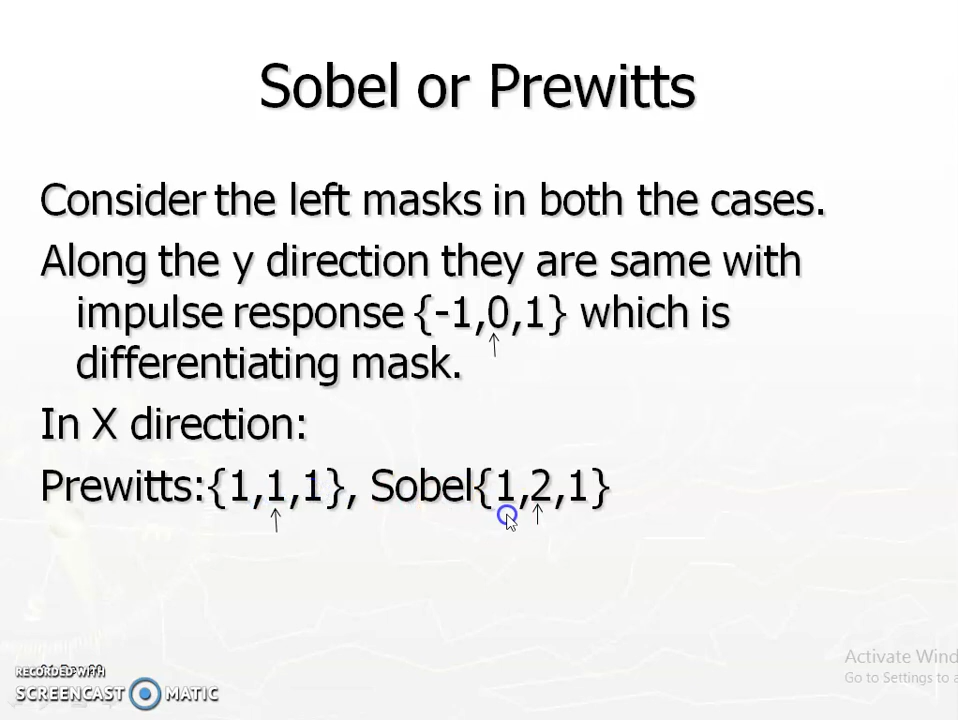 Sobel or Prewitts
Consider the left masks in both the cases.
Along the y direction they are same with
impulse response {-1,0,1} which is
differentiating mask.
In X direction:
Prewitts:{1,1,1}, Sobel{1,2,1}
Activate Wind
Go to Settings to a
RECORDED WITH
SCREENCAST MATIC